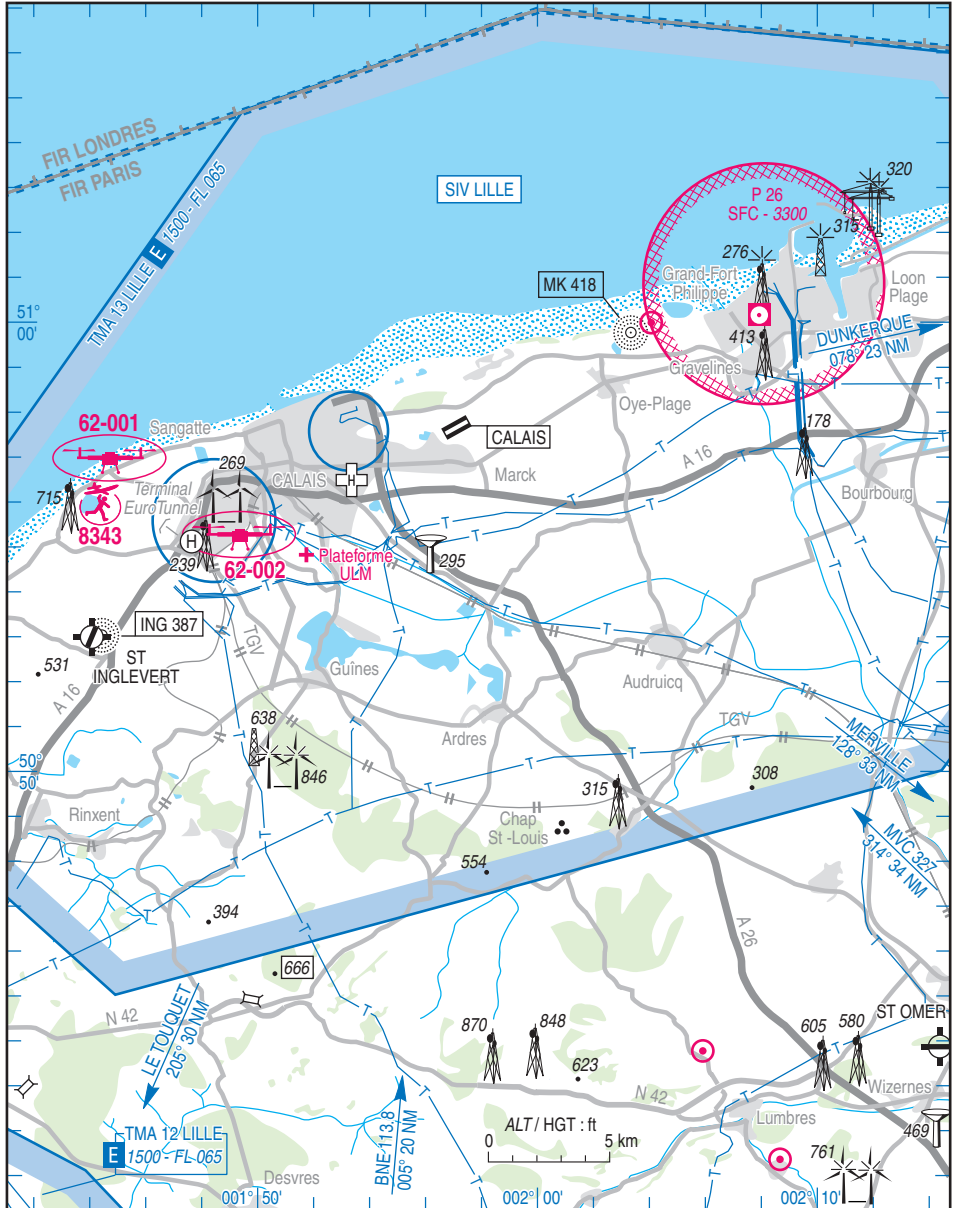 FIR LONDRES
FIR PARIS
TMA 13 LILLE E 1500 - FL 065
SIV LILLE
P 26
SFC - 3300
320
315
276
Grand-Fort
Philippe
Loon
Plage
MK 418
51°
00'
413
DUNKERQUE
078° 23 NM
Gravelines
Oye-Plage
178
A 16
62-001
Sangatte
CALAIS
269
CALAIS
Marck
715
Terminal
EuroTunnel
Bourbourg
8343
H
H
239
62-002
Plateforme
ULM
295
ING 387
ST
INGLEVERT
531
TGV
Guînes
Audruicq
A 16
638
Ardres
TGV
MERVILLE
128° 33 NM
846
50°
50'
308
315
Rinxent
Chap
St -Louis
MVC 327
314° 34 NM
554
394
A 26
666
N 42
LE TOUQUET
205° 30 NM
ST OMER
870
848
605
580
623
N 42
Wizernes
BNE 113.8
005° 20 NM
ALT / HGT : ft
0
5 km
Lumbres
469
TMA 12 LILLE
E 1500 - FL 065
761
Desvres
001° 50'
002° 00'
002° 10'